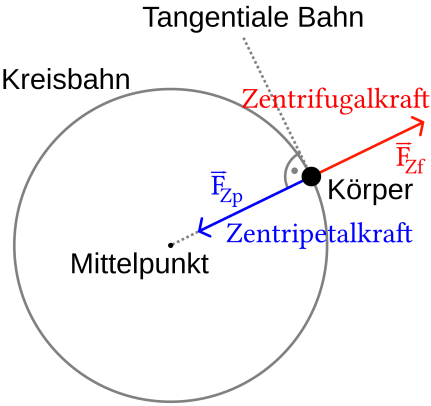 Tangentiale Bahn
Kreisbahn
Zentrifugalkraft
F̅Zf
F̅Zp
Körper
Zentripetalkraft
Mittelpunkt